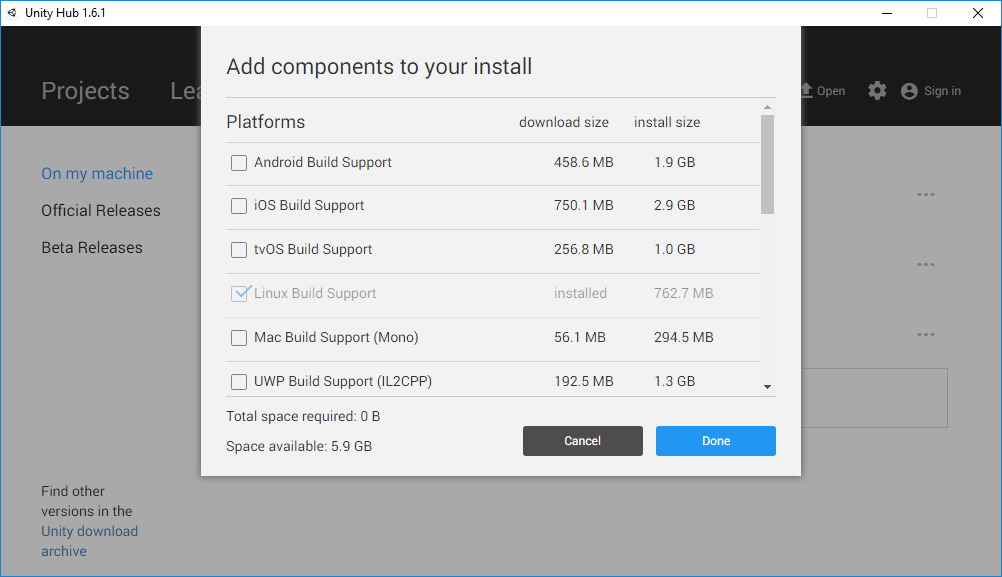 Unity Hub 1.6.1
Add components to your install
Projects
Open
Sign in
Platforms download size install size
Android Build Support 458.6 MB 1.9 GB
iOS Build Support 750.1 MB 2.9 GB
tvOS Build Support 256.8 MB 1.0 GB
Linux Build Support installed 762.7 MB
Mac Build Support (Mono) 56.1 MB 294.5 MB
UWP Build Support (IL2CPP) 192.5 MB 1.3 GB
Total space required: 0 B
Space available: 5.9 GB
Cancel
Done
On my machine
Official Releases
Beta Releases
Find other
versions in the
Unity download
archive